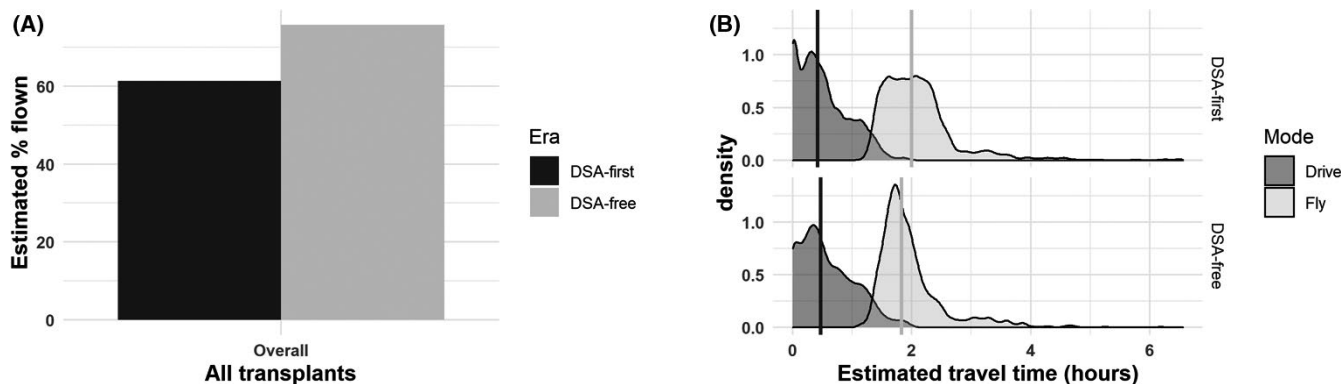 (A)
Estimated % flown
60
40
20
0
Overall
All transplants
Era
DSA-first
DSA-free
(B)
density
1.0
0.5
0.0
DSA-first
1.0
0.5
0.0
DSA-free
0
2
4
6
Estimated travel time (hours)
Mode
Drive
Fly